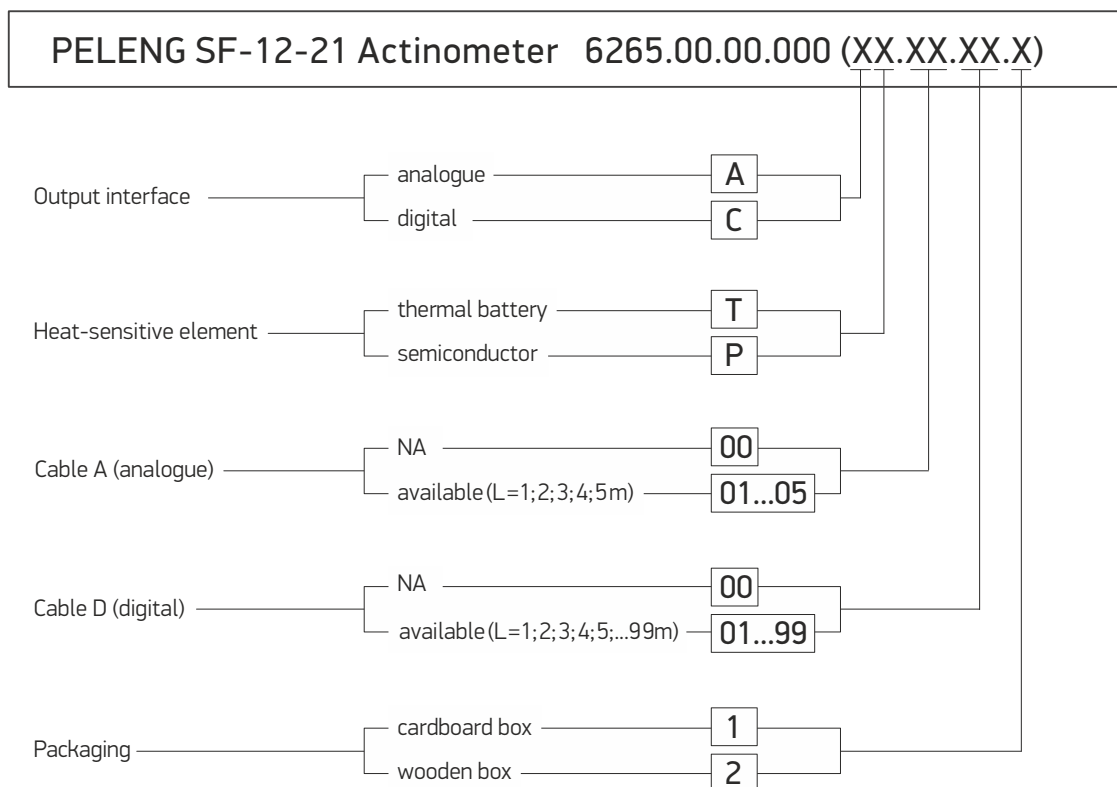 PELENG SF-12-21 Actinometer 6265.00.00.000 (XX.XX.XX.X)
Output interface
analogue A
digital C
Heat-sensitive element
thermal battery T
semiconductor P
Cable A (analogue)
NA 00
available (L=1; 2; 3; 4; 5m) 01...05
Cable D (digital)
NA 00
available (L=1; 2; 3; 4; 5;...99m) 01...99
Packaging
cardboard box 1
wooden box 2